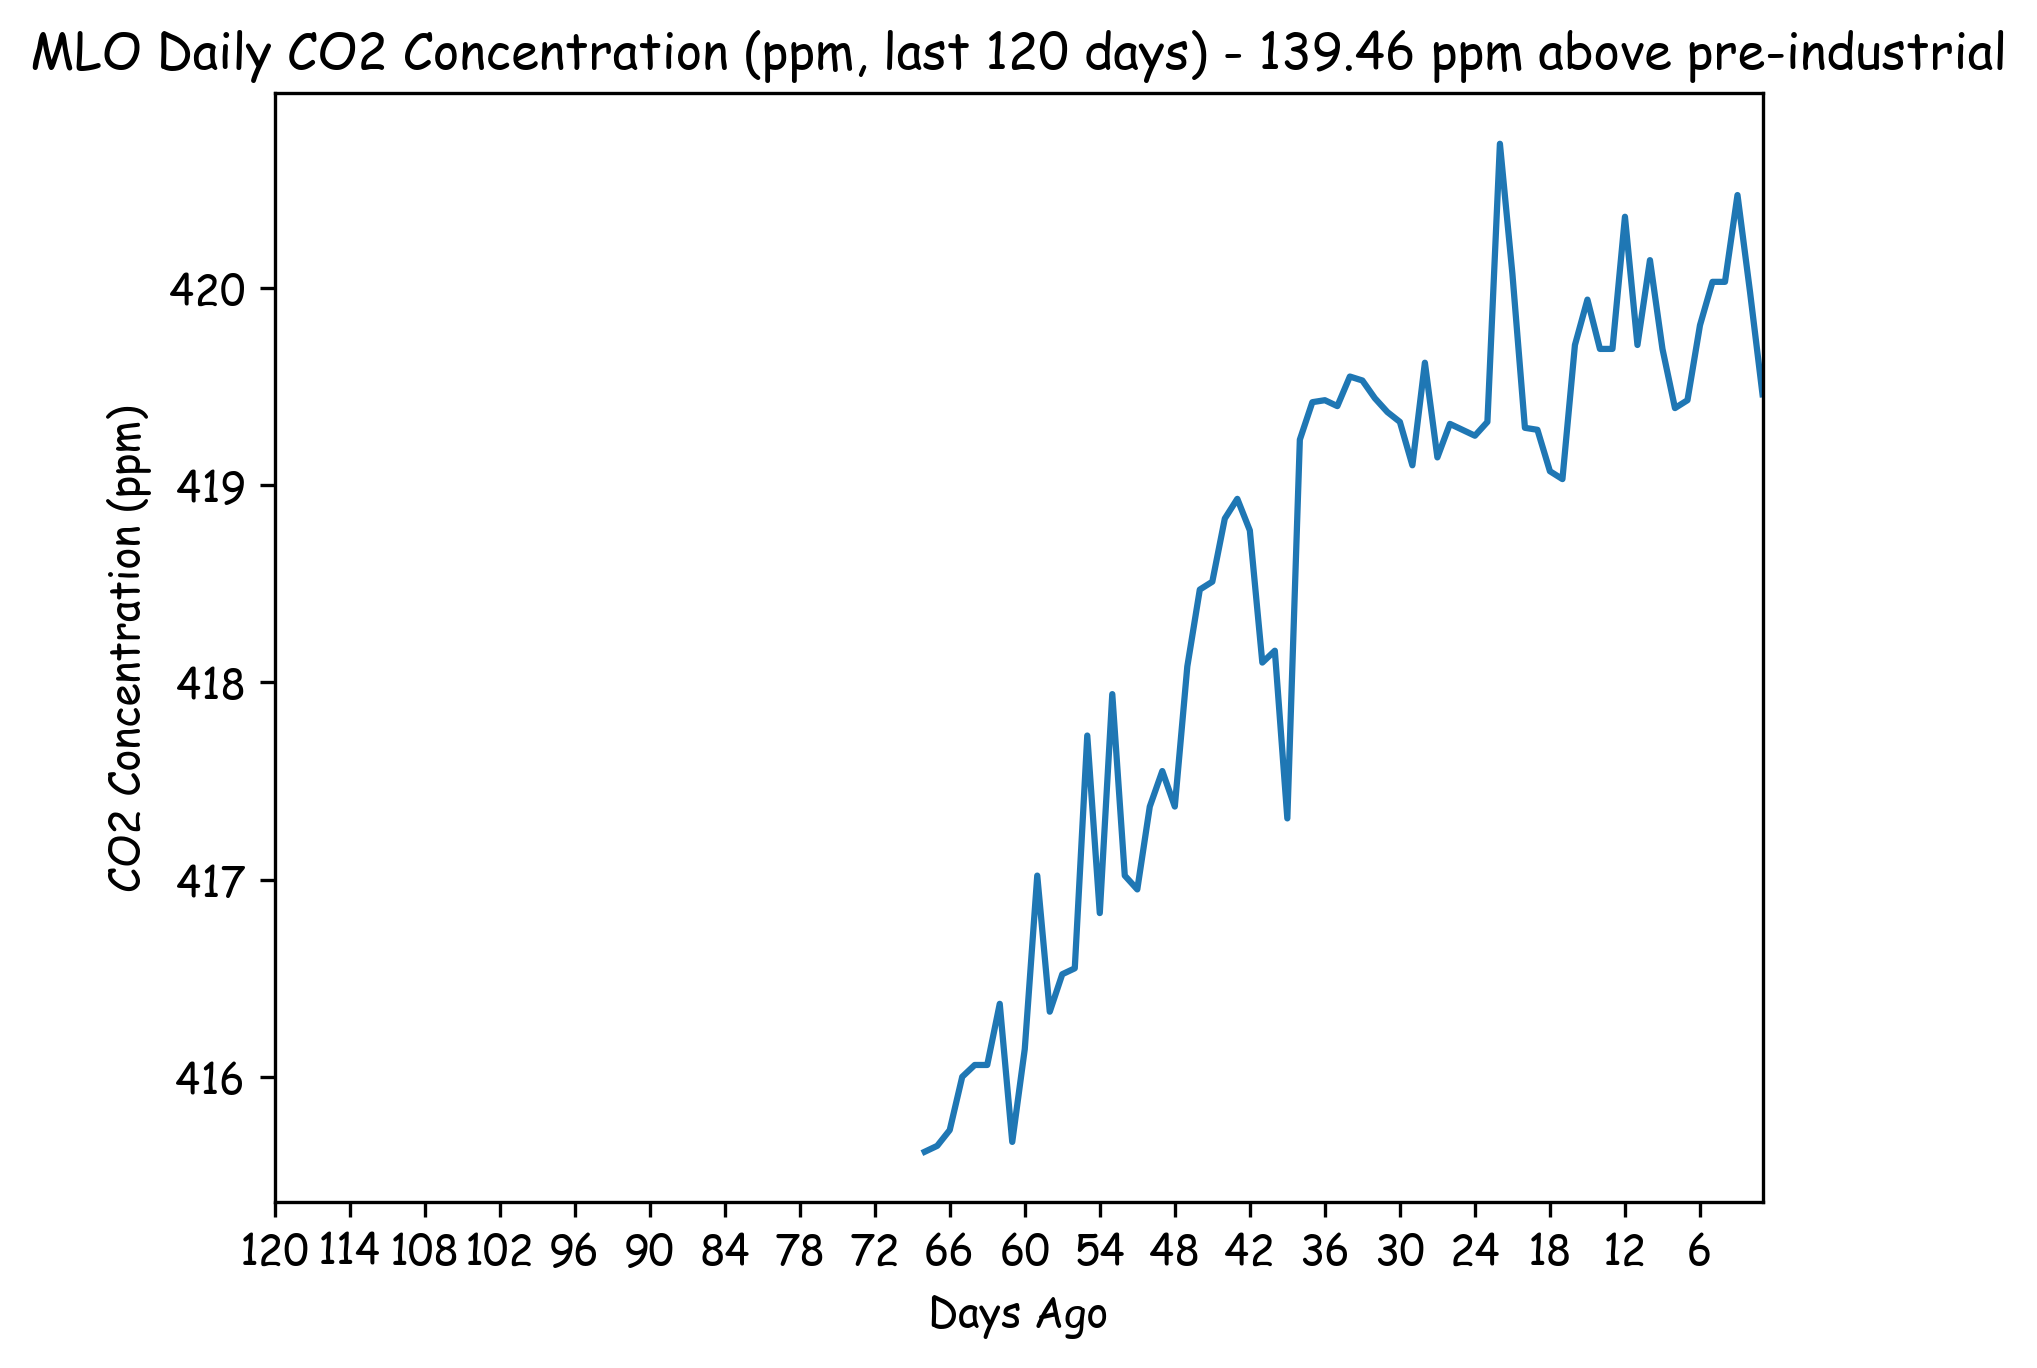 MLO Daily CO2 Concentration (ppm, last 120 days) - 139.46 ppm above pre-industrial
420
419
418
417
416
CO2 Concentration (ppm)
120 114 108 102 96 90 84 78 72 66 60 54 48 42 36 30 24 18 12 6
Days Ago